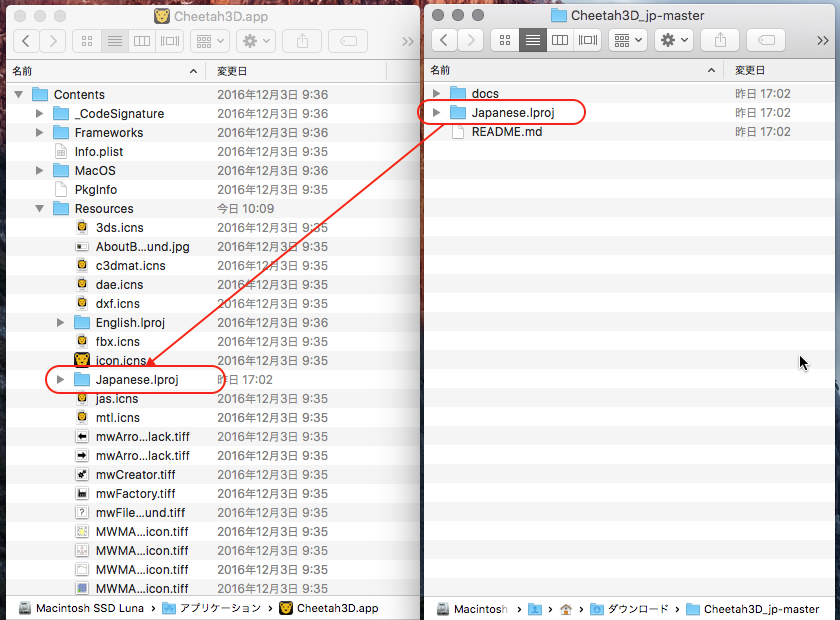 Cheetah3D.app
名前 変更日
Contents 2016年12月3日 9:36
_CodeSignature 2016年12月3日 9:36
Frameworks 2016年12月3日 9:36
Info.plist 2016年12月3日 9:35
MacOS 2016年12月3日 9:36
PkgInfo 2016年12月3日 9:35
Resources 今日 10:09
3ds.icns 2016年12月3日 9:35
AboutB...und.jpg 2016年12月3日 9:35
c3dmat.icns 2016年12月3日 9:35
dae.icns 2016年12月3日 9:35
dxf.icns 2016年12月3日 9:35
English.lproj 2016年12月3日 9:36
fbx.icns 2016年12月3日 9:35
icon.icns 2016年12月3日 9:35
Japanese.lproj 昨日 17:02
jas.icns 2016年12月3日 9:35
mtl.icns 2016年12月3日 9:35
mwArro...lack.tiff 2016年12月3日 9:35
mwArro...lack.tiff 2016年12月3日 9:35
mwCreator.tiff 2016年12月3日 9:35
mwFactory.tiff 2016年12月3日 9:35
mwFile...und.tiff 2016年12月3日 9:35
MWMA...icon.tiff 2016年12月3日 9:35
MWMA...icon.tiff 2016年12月3日 9:35
MWMA...icon.tiff 2016年12月3日 9:35
MWMA...icon.tiff 2016年12月3日 9:35
Macintosh SSD Luna › アプリケーション › Cheetah3D.app
Cheetah3D_jp-master
名前 変更日
docs 昨日 17:02
Japanese.lproj 昨日 17:02
README.md 昨日 17:02
Macintosh › › › ダウンロード › Cheetah3D_jp-master